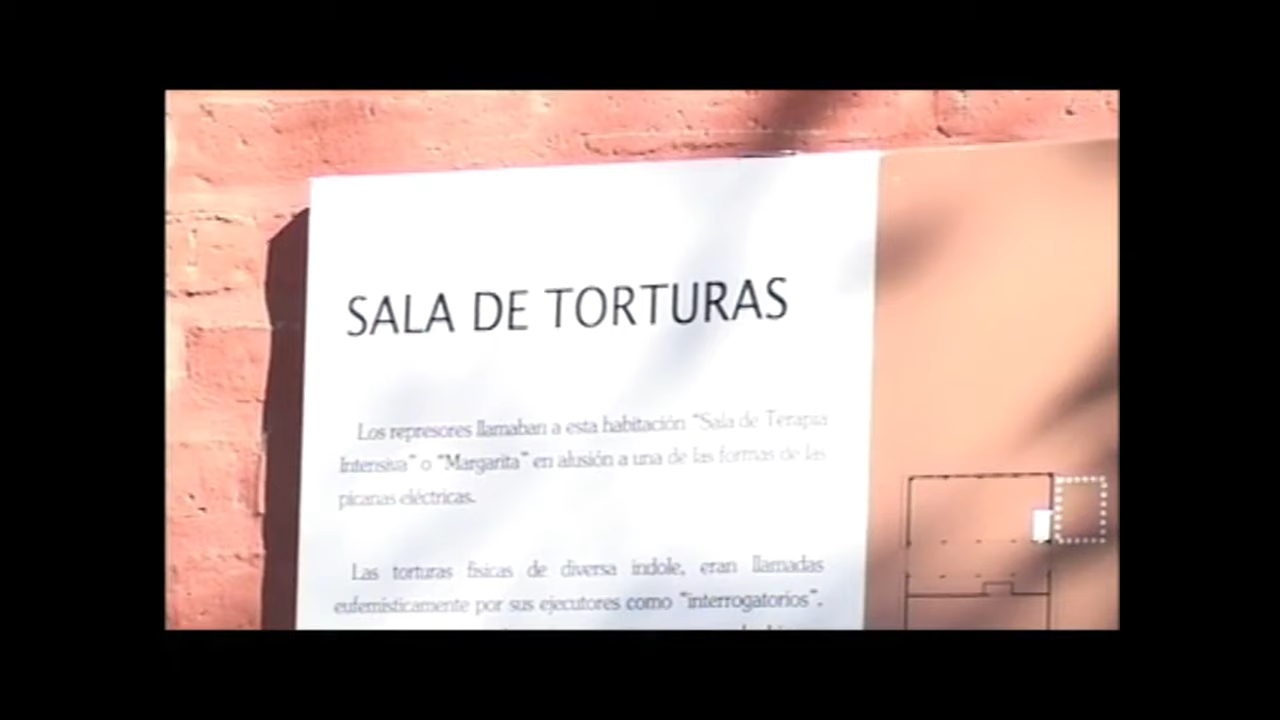 SALA DE TORTURAS
Los represores llamaban a esta habitación "Sala de Terapia
Intensiva" o "Margarita" en alusión a una de las formas de las
picanas eléctricas.
Las torturas físicas de diversa índole, eran llamadas
eufemísticamente por sus ejecutores como "interrogatorios".